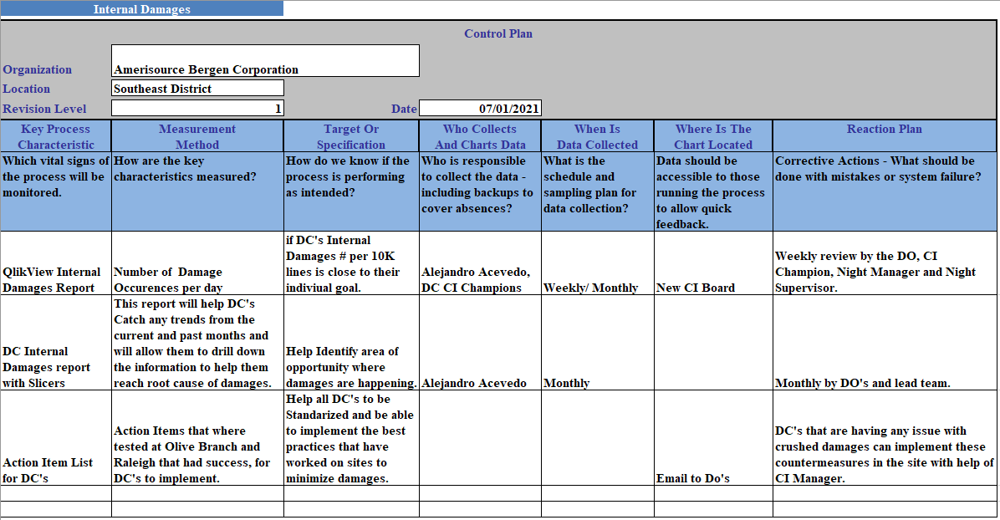 Internal Damages
Control Plan
Organization
Amerisource Bergen Corporation
Location
Southeast District
Revision Level
1
Date
07/01/2021
Key Process
Characteristic
Measurement
Method
Target Or
Specification
Who Collects
And Charts Data
When Is
Data Collected
Where Is The
Chart Located
Reaction Plan
Which vital signs of
the process will be
monitored.
How are the key
characteristics measured?
How do we know if the
process is performing
as intended?
Who is responsible
to collect the data -
including backups to
cover absences?
What is the
schedule and
sampling plan for
data collection?
Data should be
accessible to those
running the process
to allow quick
feedback.
Corrective Actions - What should be
done with mistakes or system failure?
QlikView Internal
Damages Report
Number of  Damage
Occurences per day
if DC's Internal
Damages # per 10K
lines is close to their
indiviual goal.
Alejandro Acevedo,
DC CI Champions
Weekly/ Monthly
New CI Board
Weekly review by the DO, CI
Champion, Night Manager and Night
Supervisor.
DC Internal
Damages report
with Slicers
This report will help DC's
Catch any trends from the
current and past months and
will allow them to drill down
the information to help them
reach root cause of damages.
Help Identify area of
opportunity where
damages are happening.
Alejandro Acevedo
Monthly
Monthly by DO's and lead team.
Action Item List
for DC's
Action Items that where
tested at Olive Branch and
Raleigh that had success, for
DC's to implement.
Help all DC's to be
Standarized and be able
to implement the best
practices that have
worked on sites to
minimize damages.
Email to Do's
DC's that are having any issue with
crushed damages can implement these
countermeasures in the site with help of
CI Manager.